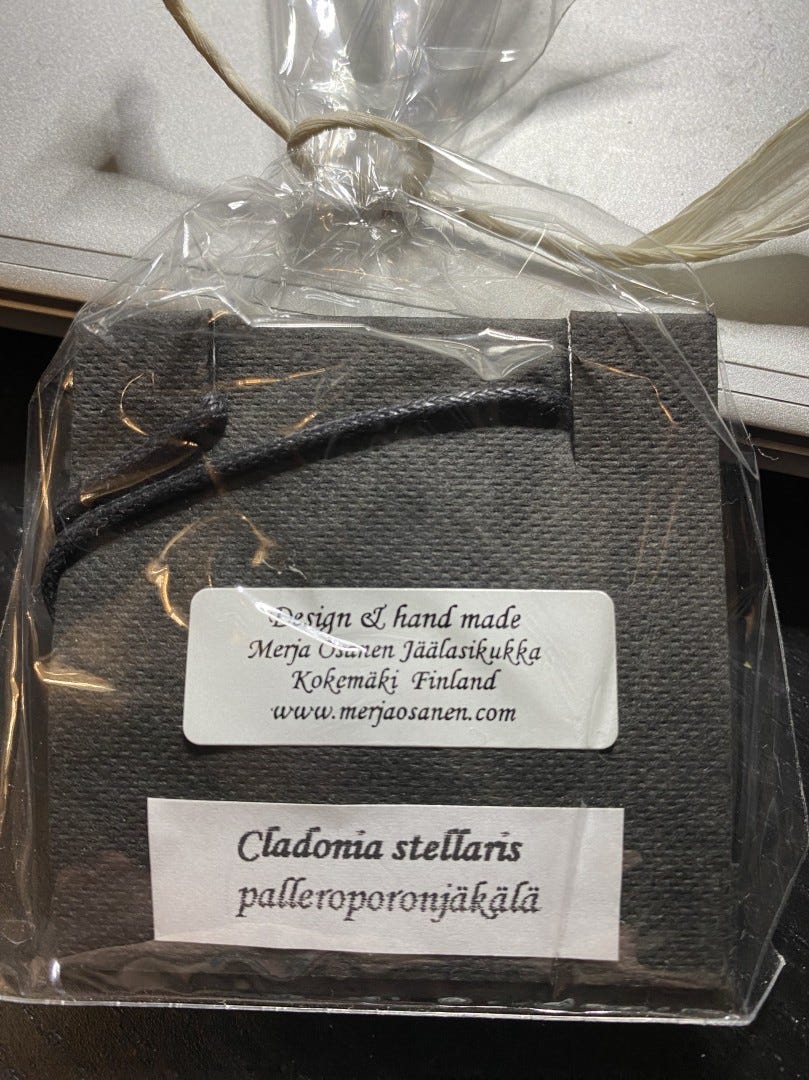 Design & hand made
Merja Osanen Jäälasikukka
Kokemäki Finland
www.merjaosanen.com
Cladonia stellaris
palleroporonjäkälä